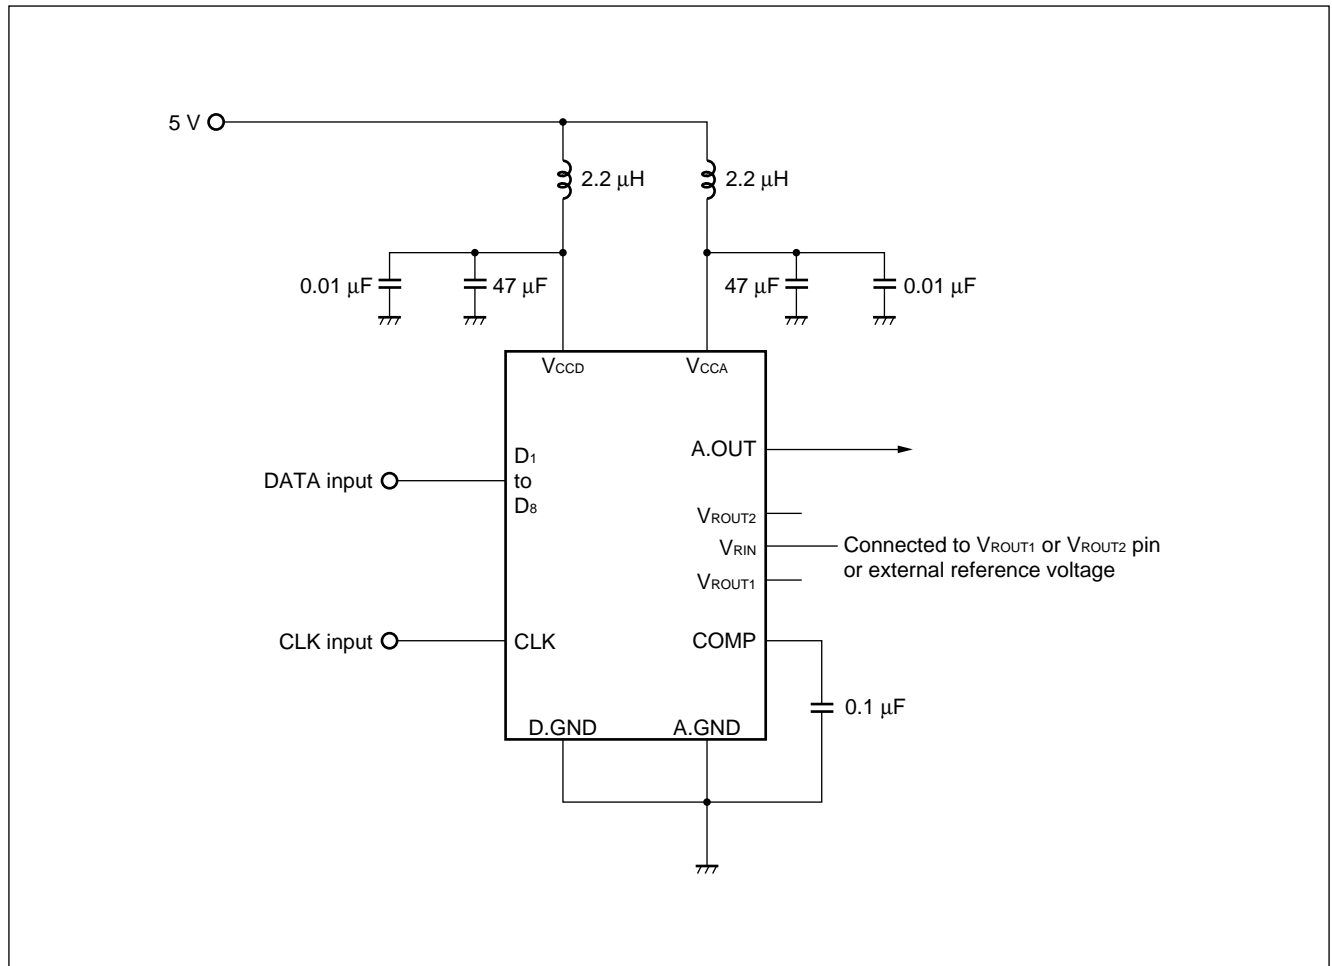 5 V
2.2 μH
2.2 μH
0.01 μF
47 μF
47 μF
0.01 μF
VCCD
VCCA
D1
to
D8
DATA input
A.OUT
VROUT2
VRIN
Connected to VROUT1 or VROUT2 pin
or external reference voltage
VROUT1
CLK input
CLK
COMP
0.1 μF
D.GND
A.GND